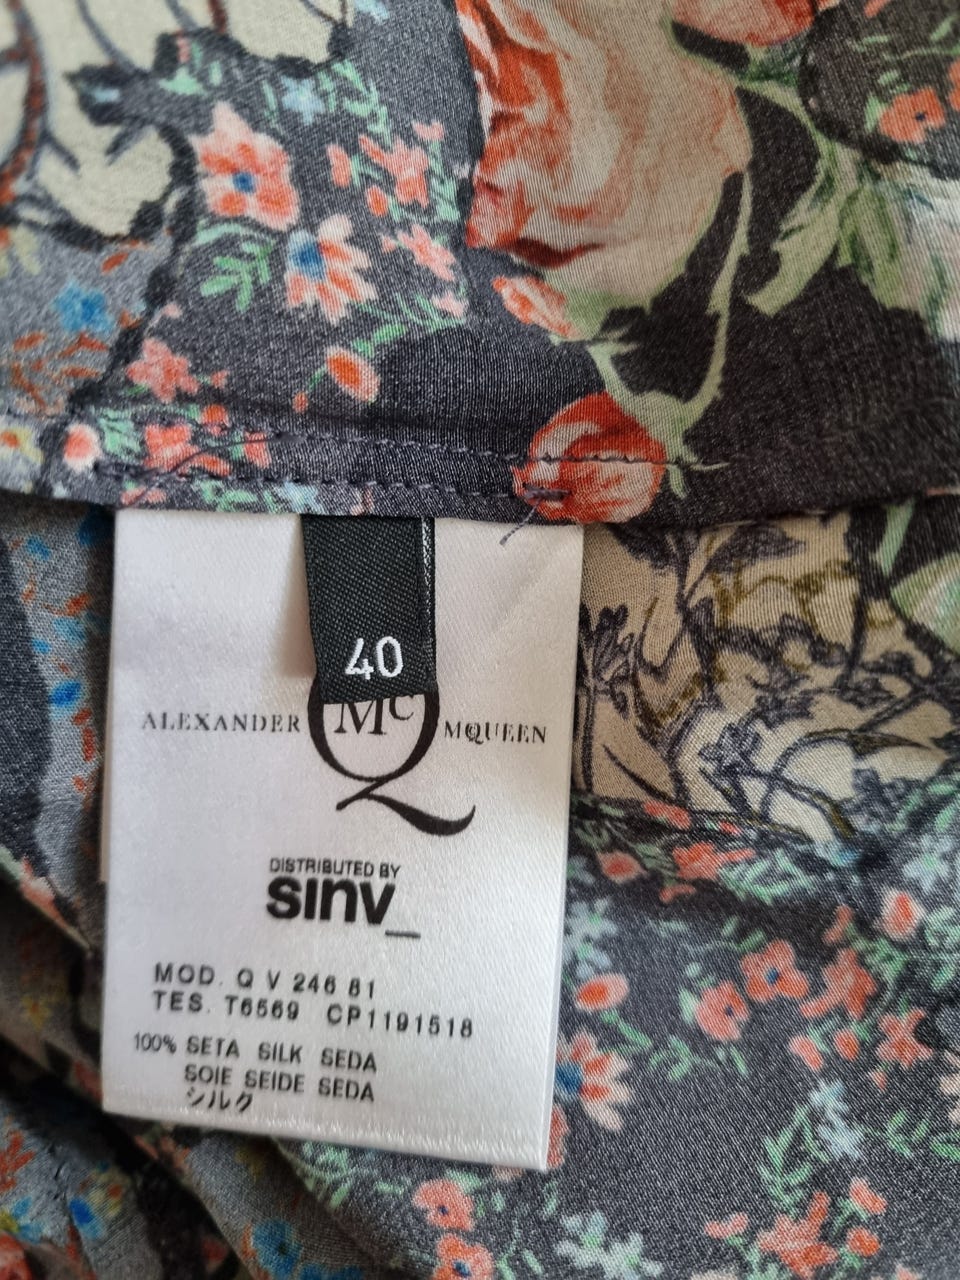 40
ALEXANDER McQ McQUEEN
DISTRIBUTED BY
sinv_
MOD. Q V 246 81
TES. T6569 CP1191518
100% SETA SILK SEDA
SOIE SEIDE SEDA
シルク